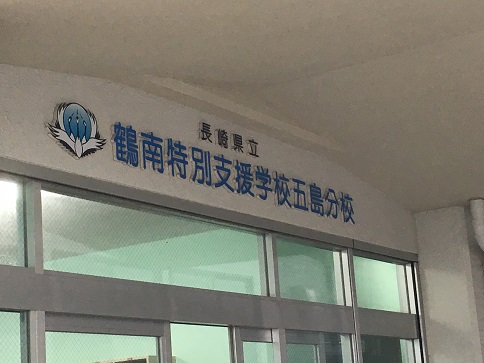 長崎県立
鶴南特別支援学校五島分校